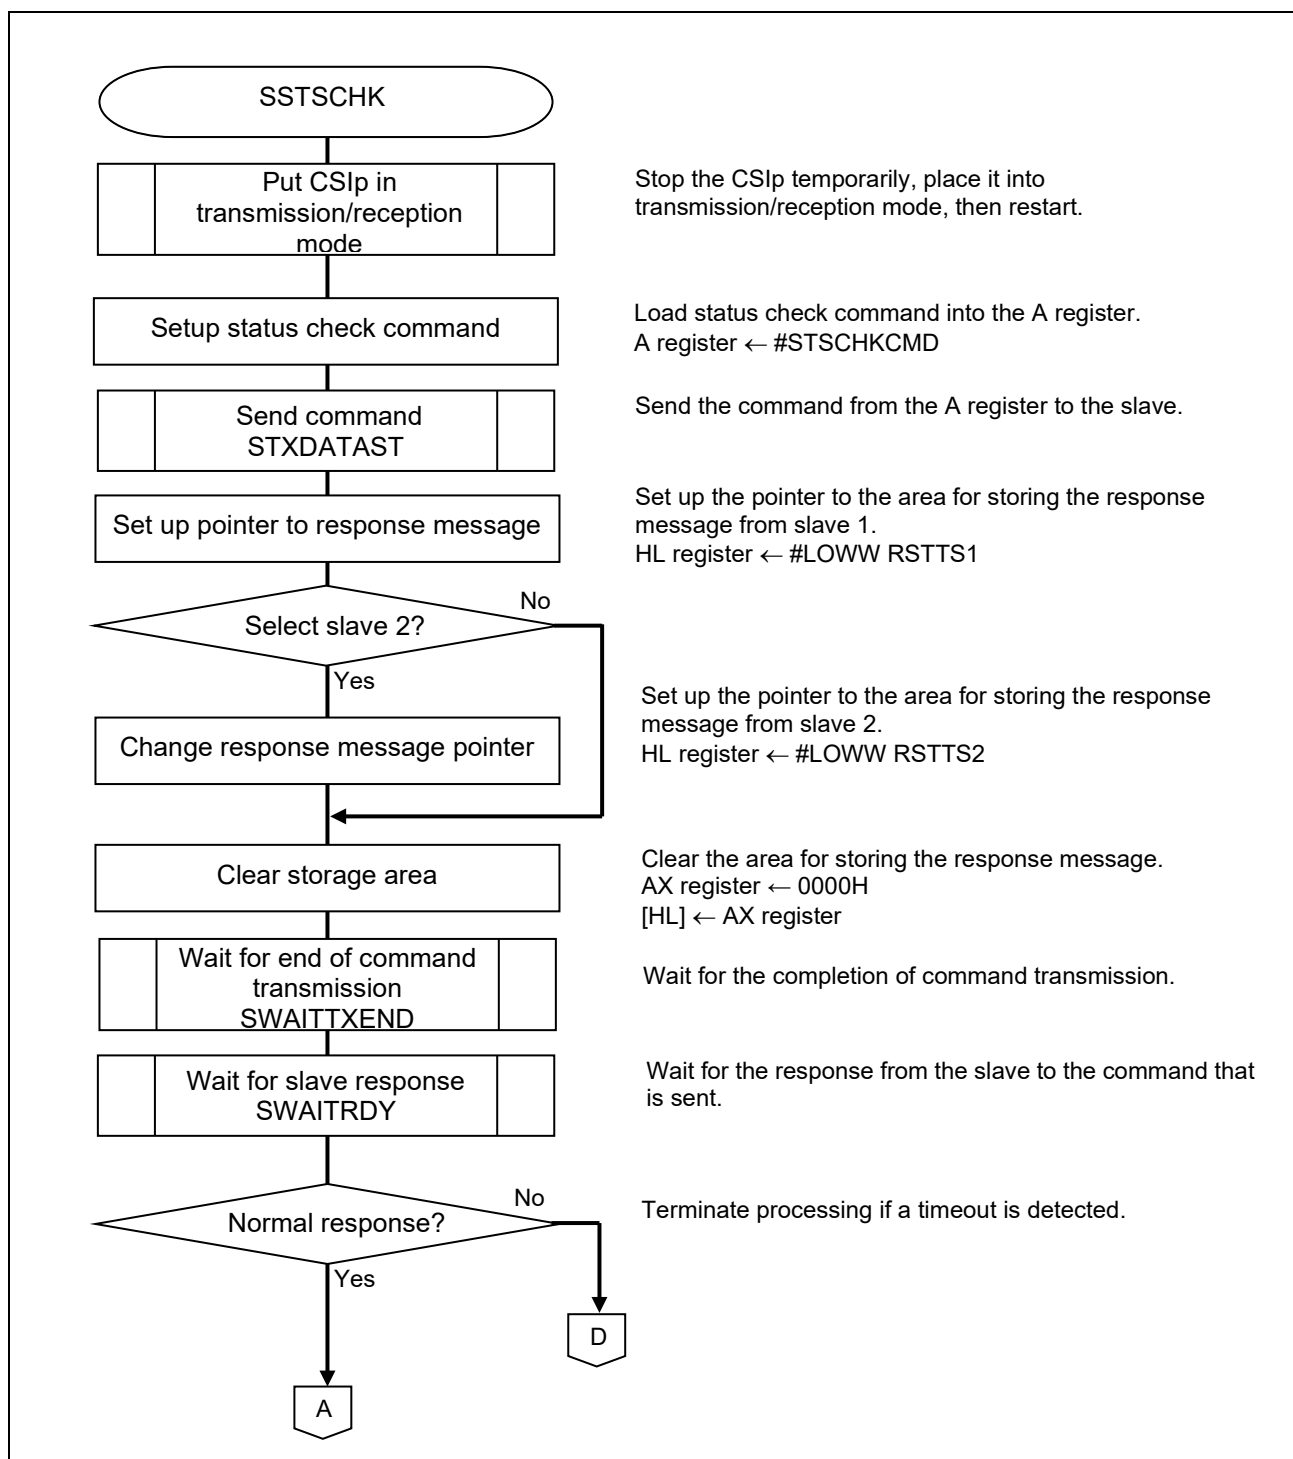 SSTSCHK
Put CSIp in
transmission/reception
mode
Stop the CSIp temporarily, place it into
transmission/reception mode, then restart.
Setup status check command
Load status check command into the A register.
A register ← #STSCHKCMD
Send command
STXDATAST
Send the command from the A register to the slave.
Set up pointer to response message
Set up the pointer to the area for storing the response
message from slave 1.
HL register ← #LOWW RSTTS1
Select slave 2?
No
Yes
Change response message pointer
Set up the pointer to the area for storing the response
message from slave 2.
HL register ← #LOWW RSTTS2
Clear storage area
Clear the area for storing the response message.
AX register ← 0000H
[HL] ← AX register
Wait for end of command
transmission
SWAITTXEND
Wait for the completion of command transmission.
Wait for slave response
SWAITRDY
Wait for the response from the slave to the command that
is sent.
Normal response?
No
Yes
Terminate processing if a timeout is detected.
D
A